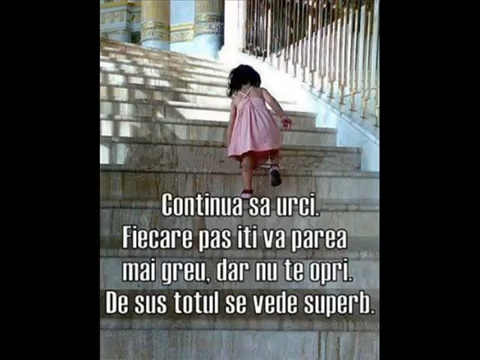 Continua sa urci.
Fiecare pas iti va parea
mai greu, dar nu te opri.
De sus totul se vede superb.